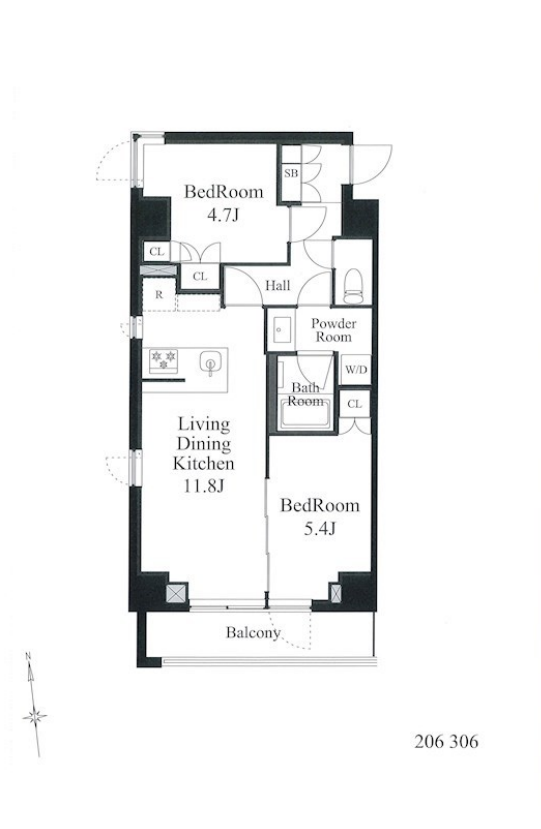 SB
BedRoom
4.7J
CL
CL
R
Hall
Powder
Room
W/D
Bath
Room
CL
Living
Dining
Kitchen
11.8J
BedRoom
5.4J
Balcony
N
206 306